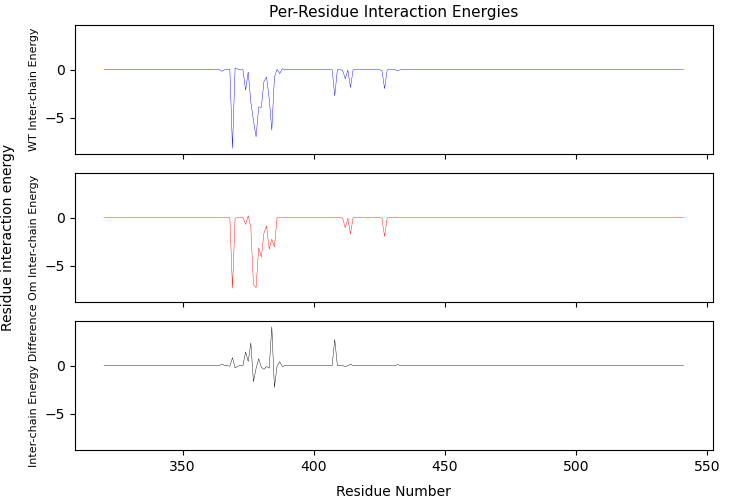 Per-Residue Interaction Energies
Residue interaction energy
WT Inter-chain Energy
0
−5
Om Inter-chain Energy
0
−5
Inter-chain Energy Difference
0
−5
350
400
450
500
550
Residue Number